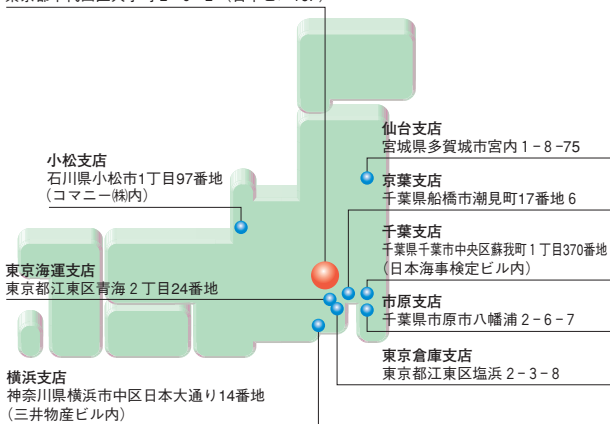 仙台支店
宮城県多賀城市宮内1-8-75
小松支店
石川県小松市1丁目97番地
(コマニー㈱内)
京葉支店
千葉県船橋市潮見町17番地6
千葉支店
千葉県千葉市中央区蘇我町1丁目370番地
(日本海事検定ビル内)
東京海運支店
東京都江東区青海2丁目24番地
市原支店
千葉県市原市八幡浦2-6-7
東京倉庫支店
東京都江東区塩浜2-3-8
横浜支店
神奈川県横浜市中区日本大通り14番地
(三井物産ビル内)